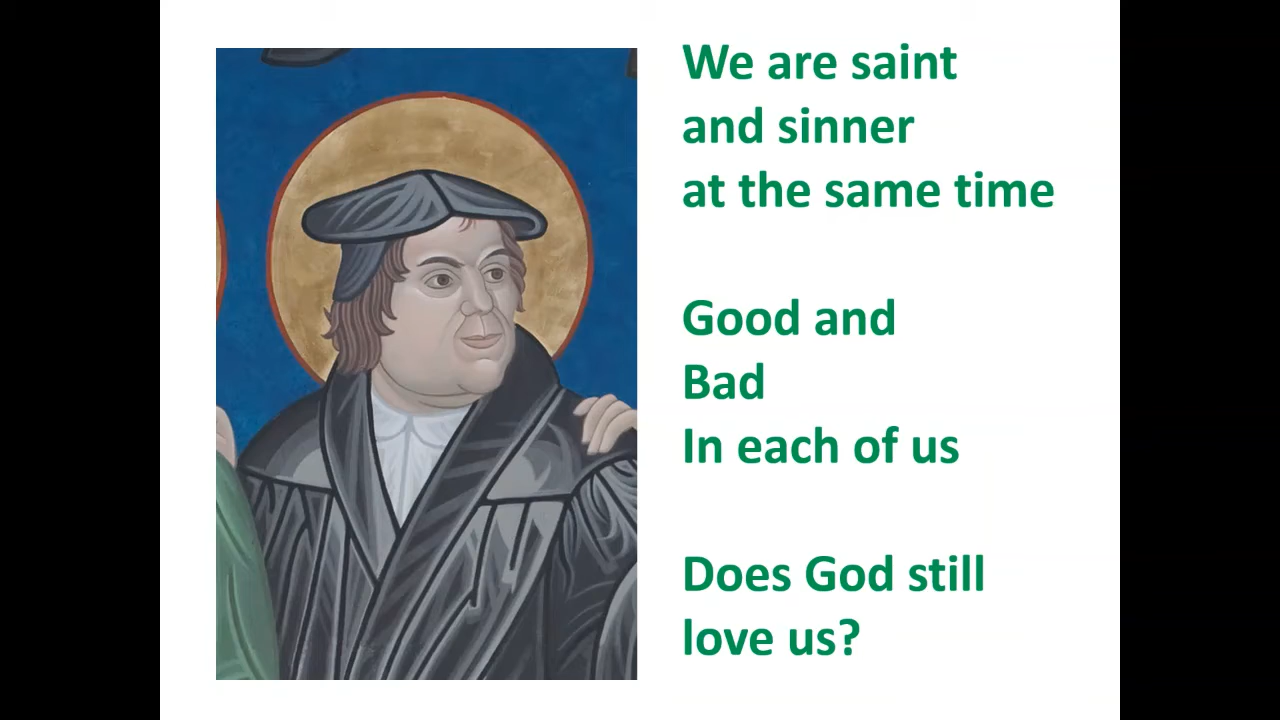 We are saint
and sinner
at the same time
Good and
Bad
In each of us
Does God still
love us?